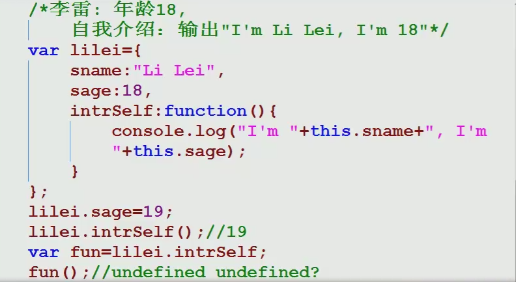 /*李雷: 年龄18,
自我介绍: 输出"I'm Li Lei, I'm 18"*/
var lilei={
sname:"Li Lei",
sage:18,
intrSelf:function(){
console.log("I'm "+this.sname+", I'm
"+this.sage);
}
};
lilei.sage=19;
lilei.intrSelf();//19
var fun=lilei.intrSelf;
fun();//undefined undefined?